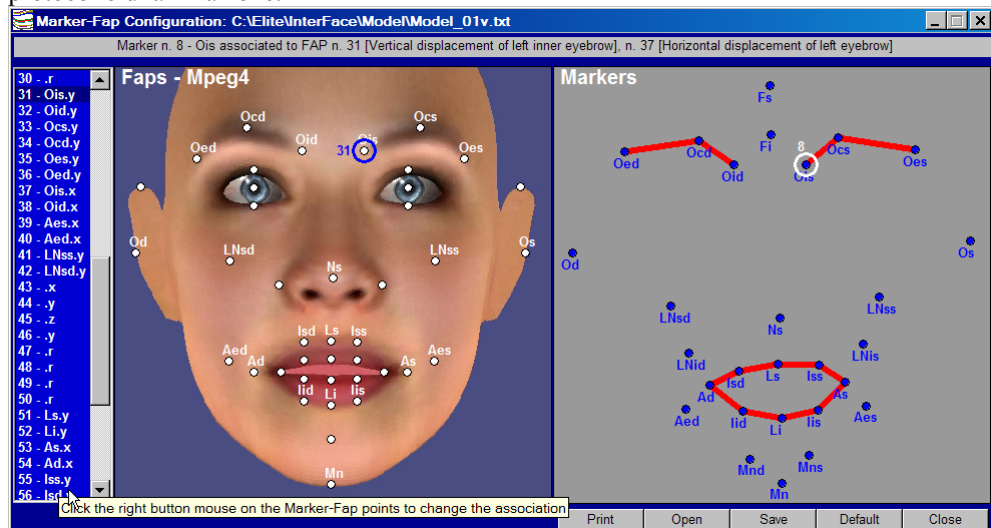 Marker-Fap Configuration: C:\Elite\InterFace\Model\Model_01v.txt
Marker n. 8 - Ois associated to FAP n. 31 [Vertical displacement of left inner eyebrow], n. 37 [Horizontal displacement of left eyebrow]
30 - .r
31 - Ois.y
32 - Oid.y
33 - Ocs.y
34 - Ocd.y
35 - Oes.y
36 - Oed.y
37 - Ois.x
38 - Oid.x
39 - Aes.x
40 - Aed.x
41 - LNss.y
42 - LNsd.y
43 - .x
44 - .y
45 - .z
46 - .y
47 - .r
48 - .r
49 - .r
50 - .r
51 - Ls.y
52 - Li.y
53 - As.x
54 - Ad.x
55 - Iss.y
56 - Isd.y
Faps - Mpeg4
Ocd
Ocs
Oed
Oid
31
Ois
Oes
Od
LNsd
LNss
Os
Ns
Isd
Ls
Iss
Aed
Ad
As
Aes
Iid
Li
Iis
Mn
Markers
Fs
Fi
8
Oed
Ocd
Oid
Ois
Ocs
Oes
Od
Os
LNsd
LNss
Ns
LNid
LNis
Isd
Ls
Iss
Ad
As
Aed
Iid
Li
Iis
Aes
Mnd
Mns
Mn
Click the right button mouse on the Marker-Fap points to change the association
Print
Open
Save
Default
Close